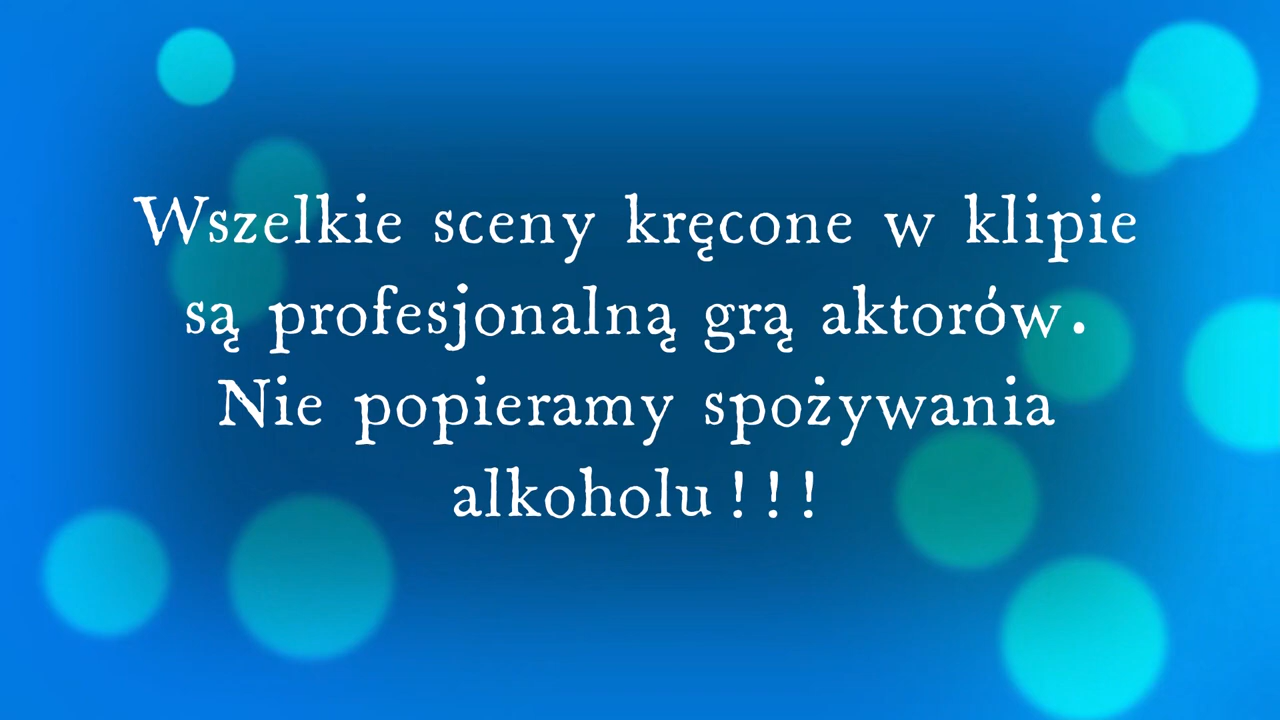 Wszelkie sceny kręcone w klipie
są profesjonalną grą aktorów.
Nie popieramy spożywania
alkoholu!!!